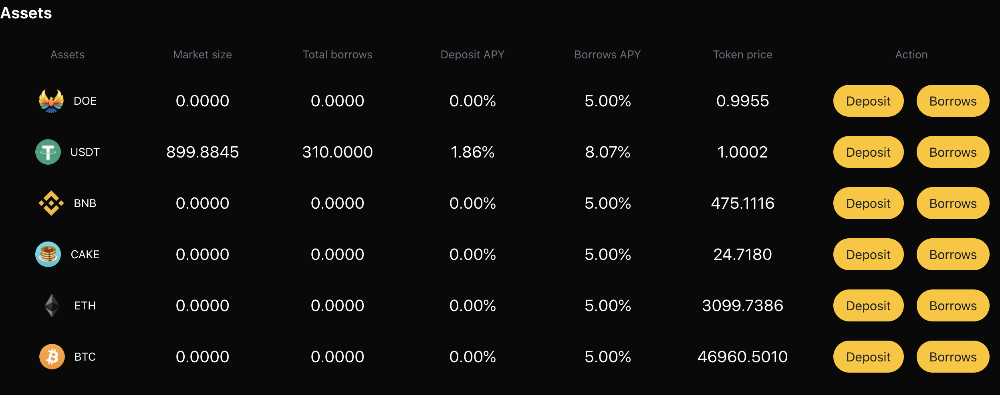 Assets
Assets Market size Total borrows Deposit APY Borrows APY Token price Action
DOE 0.0000 0.0000 0.00% 5.00% 0.9955 Deposit Borrows
USDT 899.8845 310.0000 1.86% 8.07% 1.0002 Deposit Borrows
BNB 0.0000 0.0000 0.00% 5.00% 475.1116 Deposit Borrows
CAKE 0.0000 0.0000 0.00% 5.00% 24.7180 Deposit Borrows
ETH 0.0000 0.0000 0.00% 5.00% 3099.7386 Deposit Borrows
BTC 0.0000 0.0000 0.00% 5.00% 46960.5010 Deposit Borrows